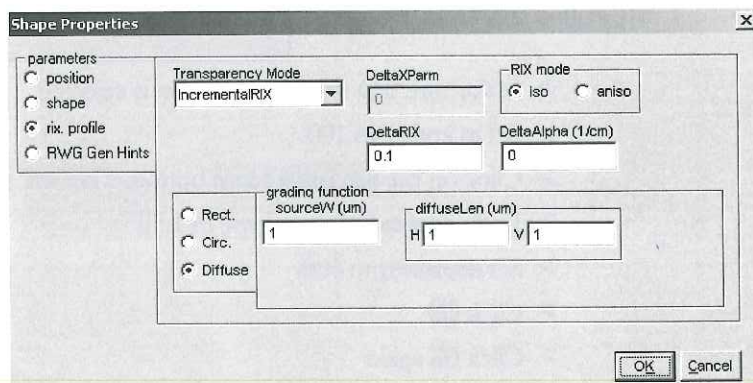 Shape Properties
parameters
position
shape
rix. profile
RWG Gen Hints
Transparency Mode
IncrementalRIX
DeltaXParm
0
RIX mode
iso
aniso
DeltaRIX
0.1
DeltaAlpha (1/cm)
0
Rect.
Circ.
Diffuse
grading function
sourceW (um)
1
diffuseLen (um)
H 1
V 1
OK
Cancel